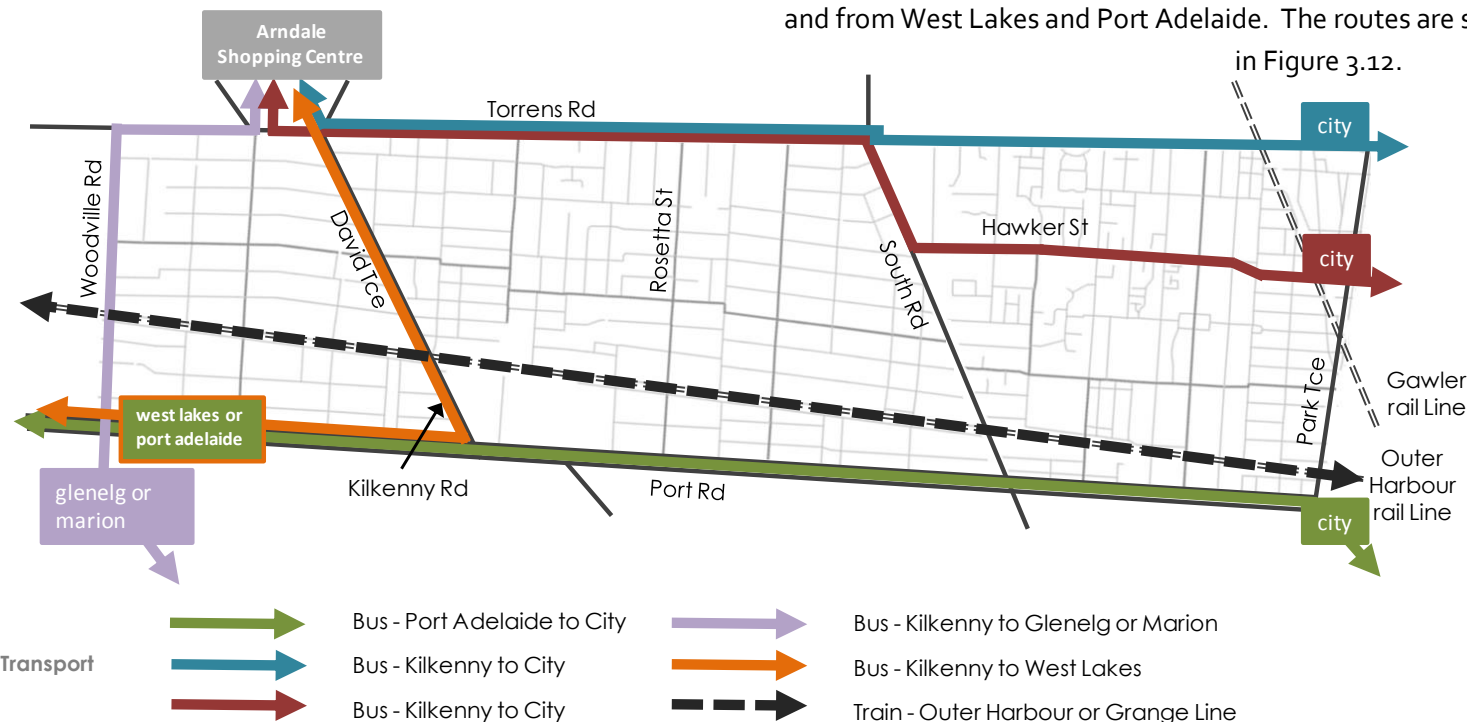 and from West Lakes and Port Adelaide. The routes are s
in Figure 3.12.
Arndale
Shopping Centre
Torrens Rd
city
Woodville Rd
David Tce
Rosetta St
South Rd
Hawker St
city
Park Tce
Gawler
rail Line
west lakes or
port adelaide
Kilkenny Rd
Port Rd
Outer
Harbour
rail Line
glenelg or
marion
city
Bus - Port Adelaide to City
Bus - Kilkenny to Glenelg or Marion
Transport
Bus - Kilkenny to City
Bus - Kilkenny to West Lakes
Bus - Kilkenny to City
Train - Outer Harbour or Grange Line